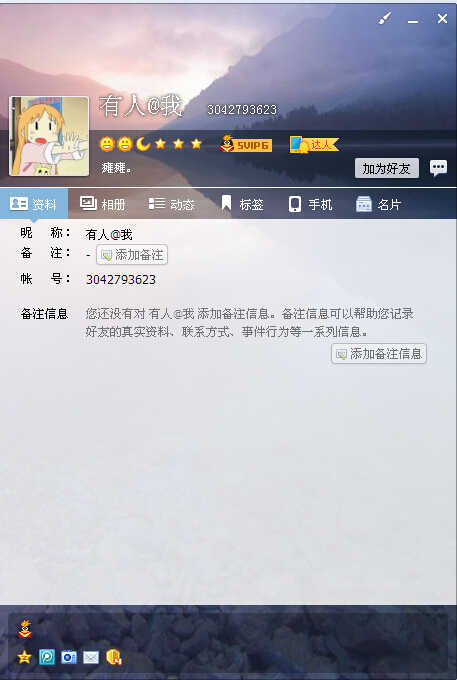 有人@我 3042793623
SVIP6 达人
瘫瘫。
加为好友
资料 相册 动态 标签 手机 名片
昵 称： 有人@我
备 注： - 添加备注
帐 号： 3042793623
备注信息 您还没有对 有人@我 添加备注信息。备注信息可以帮助您记录
好友的真实资料、联系方式、事件行为等一系列信息。
添加备注信息